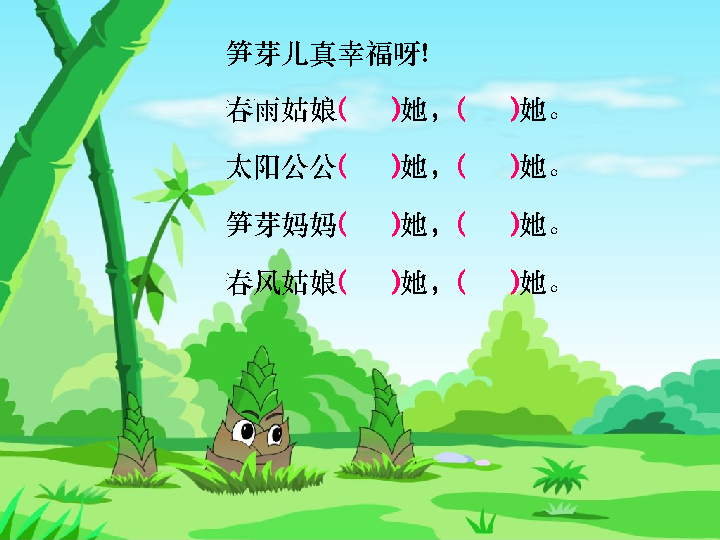 笋芽儿真幸福呀!
春雨姑娘( )她，( )她。
太阳公公( )她，( )她。
笋芽妈妈( )她，( )她。
春风姑娘( )她，( )她。